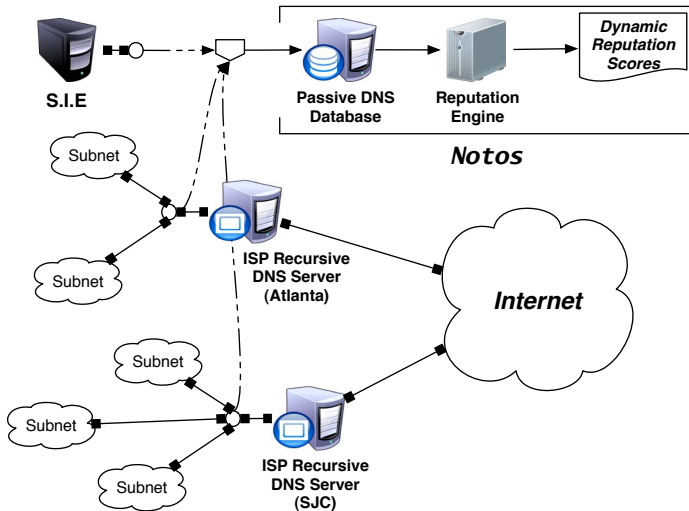 S.I.E
Passive DNS
Database
Reputation
Engine
Dynamic
Reputation
Scores
Notos
Subnet
Subnet
ISP Recursive
DNS Server
(Atlanta)
Internet
Subnet
Subnet
Subnet
ISP Recursive
DNS Server
(SJC)